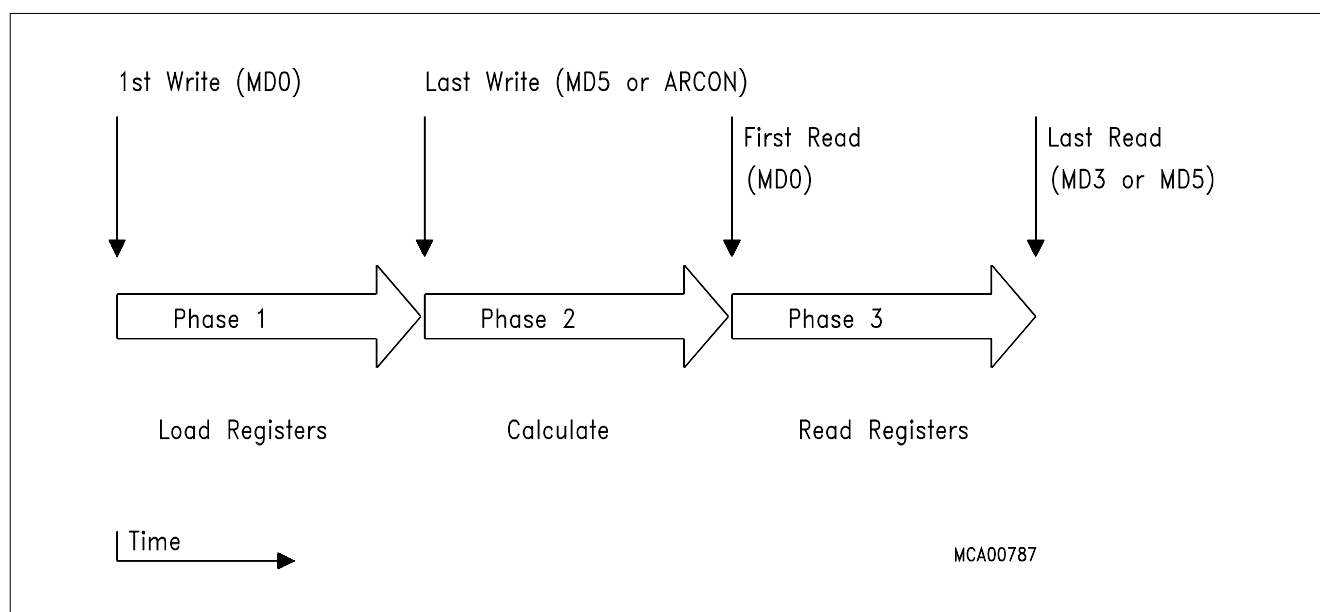 1st Write (MD0)
Last Write (MD5 or ARCON)
First Read
(MD0)
Last Read
(MD3 or MD5)
Phase 1
Phase 2
Phase 3
Load Registers
Calculate
Read Registers
Time
MCA00787